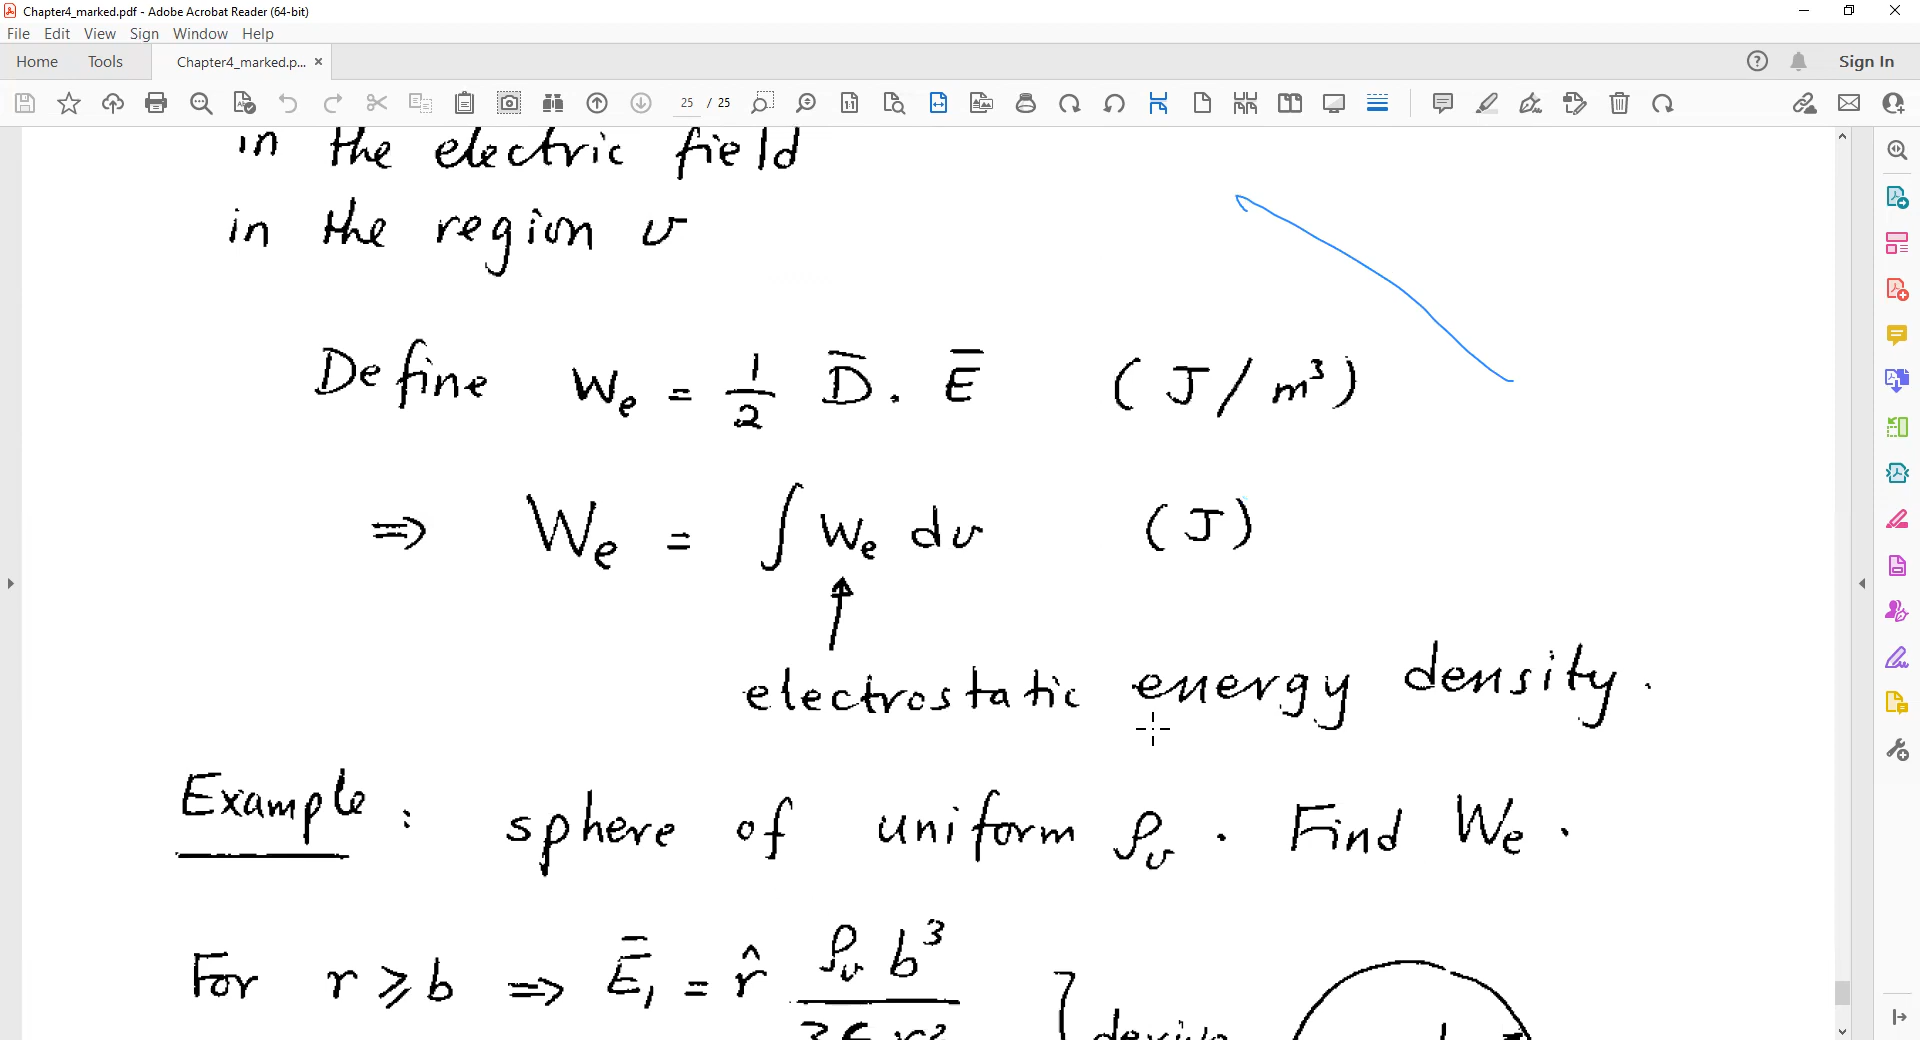 Chapter4_marked.pdf - Adobe Acrobat Reader (64-bit)
File Edit View Sign Window Help
Home Tools Chapter4_marked.p... × Sign In
25 / 25
in the electric field
in the region v
Define wₑ = 1/2 D̄ . Ē (J/m³)
⇒ Wₑ = ∫ wₑ dv (J)
↑
electrostatic energy density.
Example : sphere of uniform ρᵥ . Find Wₑ .
For r ⩾ b ⇒ Ē₁ = r̂ ρᵥ b³